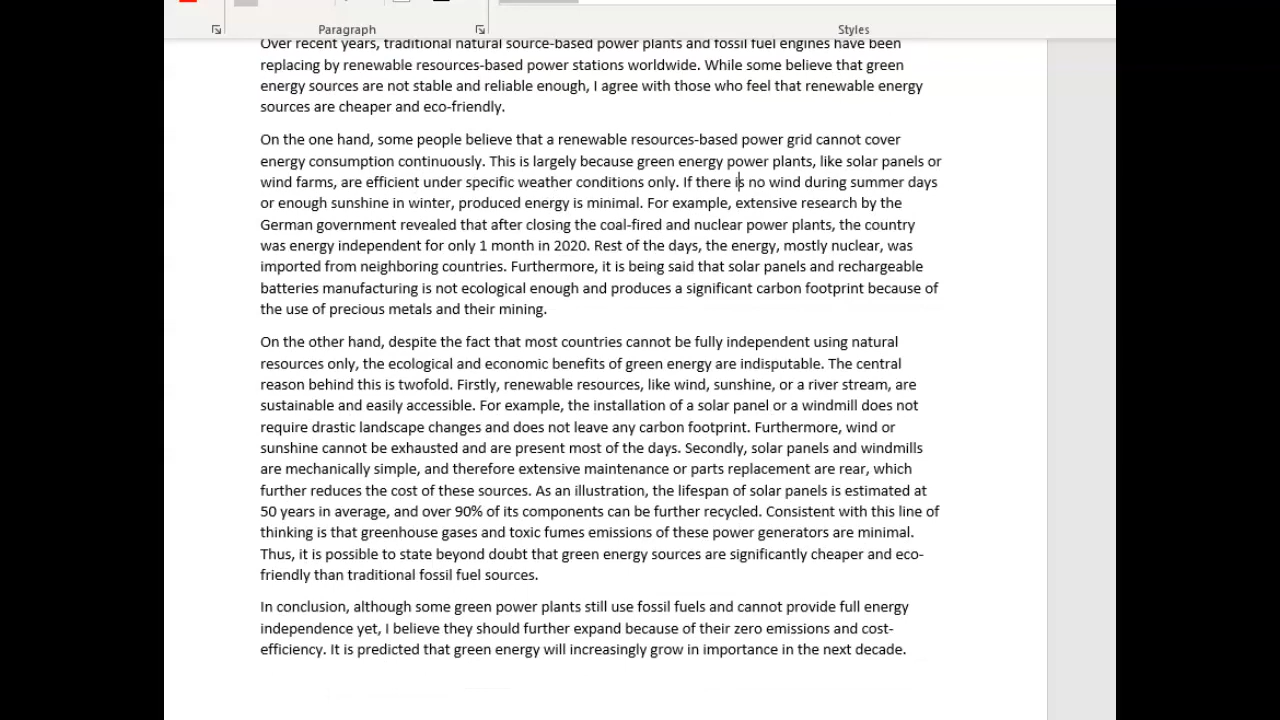 Paragraph
Styles
Over recent years, traditional natural source-based power plants and fossil fuel engines have been
replacing by renewable resources-based power stations worldwide. While some believe that green
energy sources are not stable and reliable enough, I agree with those who feel that renewable energy
sources are cheaper and eco-friendly.
On the one hand, some people believe that a renewable resources-based power grid cannot cover
energy consumption continuously. This is largely because green energy power plants, like solar panels or
wind farms, are efficient under specific weather conditions only. If there is no wind during summer days
or enough sunshine in winter, produced energy is minimal. For example, extensive research by the
German government revealed that after closing the coal-fired and nuclear power plants, the country
was energy independent for only 1 month in 2020. Rest of the days, the energy, mostly nuclear, was
imported from neighboring countries. Furthermore, it is being said that solar panels and rechargeable
batteries manufacturing is not ecological enough and produces a significant carbon footprint because of
the use of precious metals and their mining.
On the other hand, despite the fact that most countries cannot be fully independent using natural
resources only, the ecological and economic benefits of green energy are indisputable. The central
reason behind this is twofold. Firstly, renewable resources, like wind, sunshine, or a river stream, are
sustainable and easily accessible. For example, the installation of a solar panel or a windmill does not
require drastic landscape changes and does not leave any carbon footprint. Furthermore, wind or
sunshine cannot be exhausted and are present most of the days. Secondly, solar panels and windmills
are mechanically simple, and therefore extensive maintenance or parts replacement are rear, which
further reduces the cost of these sources. As an illustration, the lifespan of solar panels is estimated at
50 years in average, and over 90% of its components can be further recycled. Consistent with this line of
thinking is that greenhouse gases and toxic fumes emissions of these power generators are minimal.
Thus, it is possible to state beyond doubt that green energy sources are significantly cheaper and eco-
friendly than traditional fossil fuel sources.
In conclusion, although some green power plants still use fossil fuels and cannot provide full energy
independence yet, I believe they should further expand because of their zero emissions and cost-
efficiency. It is predicted that green energy will increasingly grow in importance in the next decade.